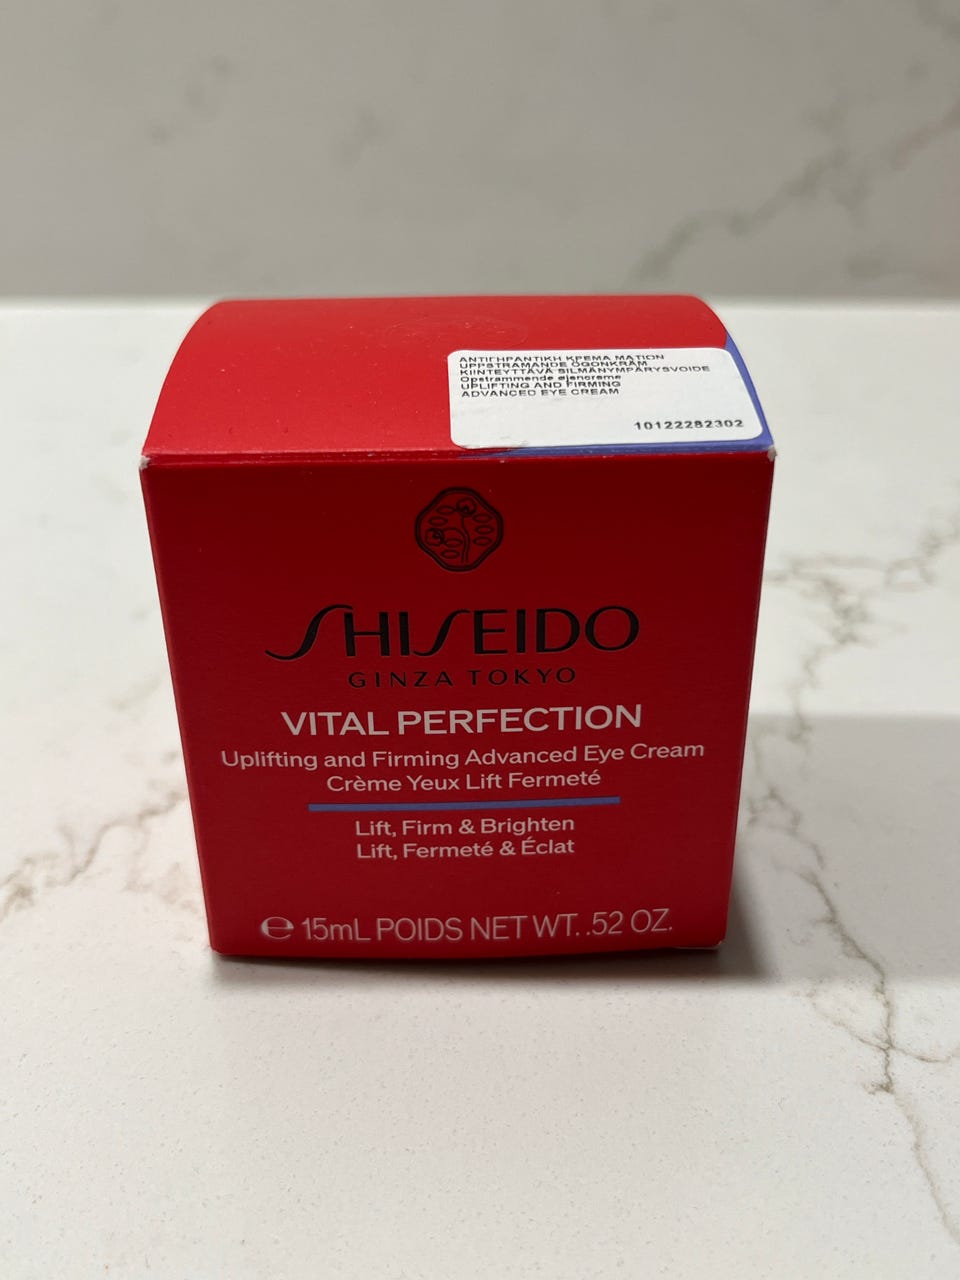 ΑΝΤΙΓΗΡΑΝΤΙΚΗ ΚΡΕΜΑ ΜΑΤΙΩΝ
UPPSTRAMANDE ÖGONKRÄM
KIINTEYTTÄVÄ SILMÄNYMPÄRYSVOIDE
Opstrammende øjencreme
UPLIFTING AND FIRMING
ADVANCED EYE CREAM
10122282302
SHISEIDO
GINZA TOKYO
VITAL PERFECTION
Uplifting and Firming Advanced Eye Cream
Crème Yeux Lift Fermeté
Lift, Firm & Brighten
Lift, Fermeté & Éclat
℮ 15mL POIDS NET WT. .52 OZ.